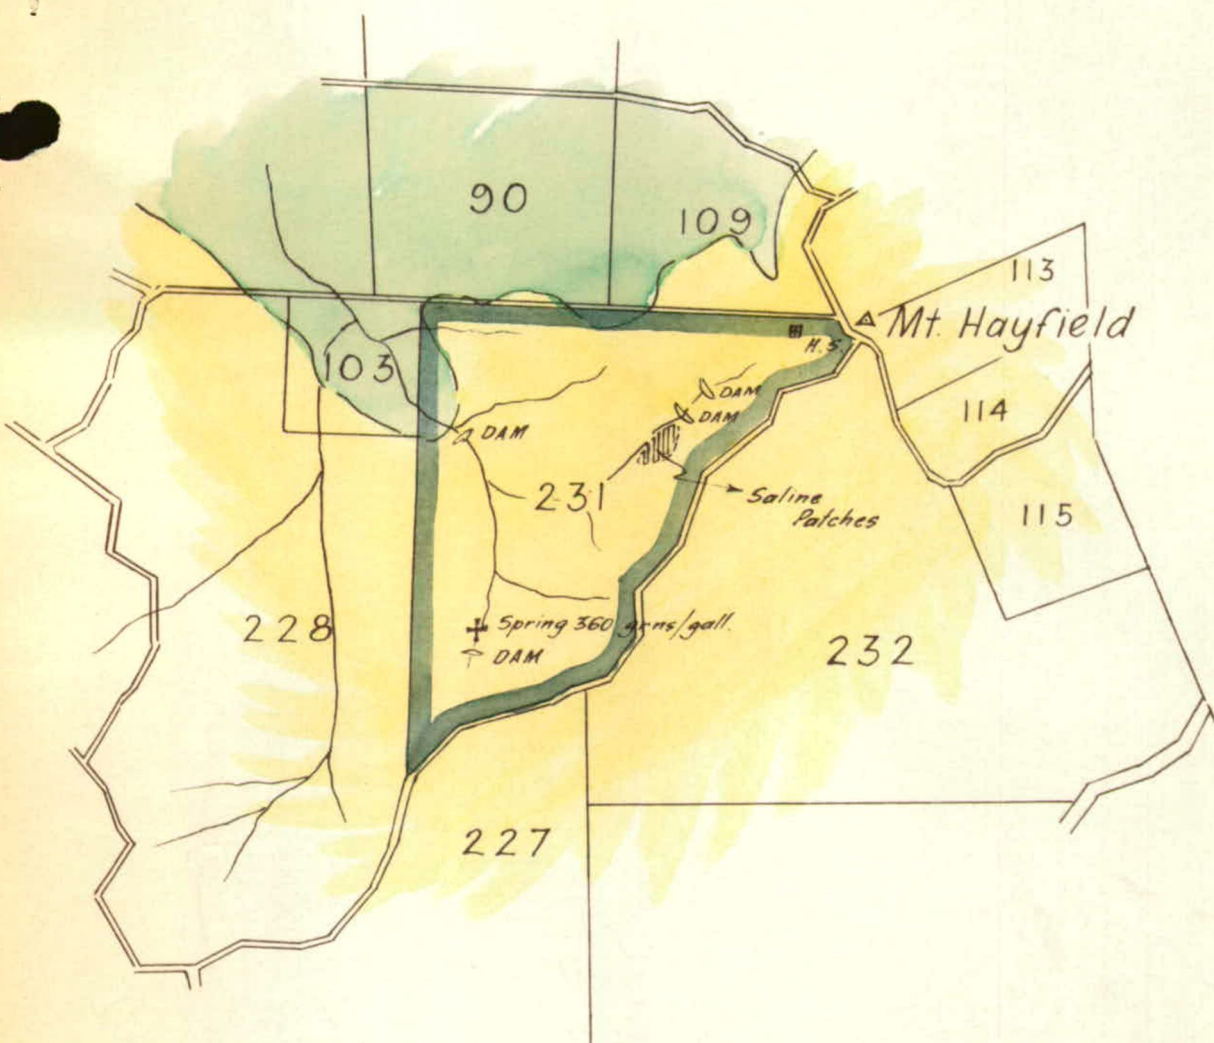 90
109
113
Mt. Hayfield
H.S.
103
DAM
DAM
114
DAM
231
Saline
Patches
115
228
Spring 360 grns/gall.
DAM
232
227